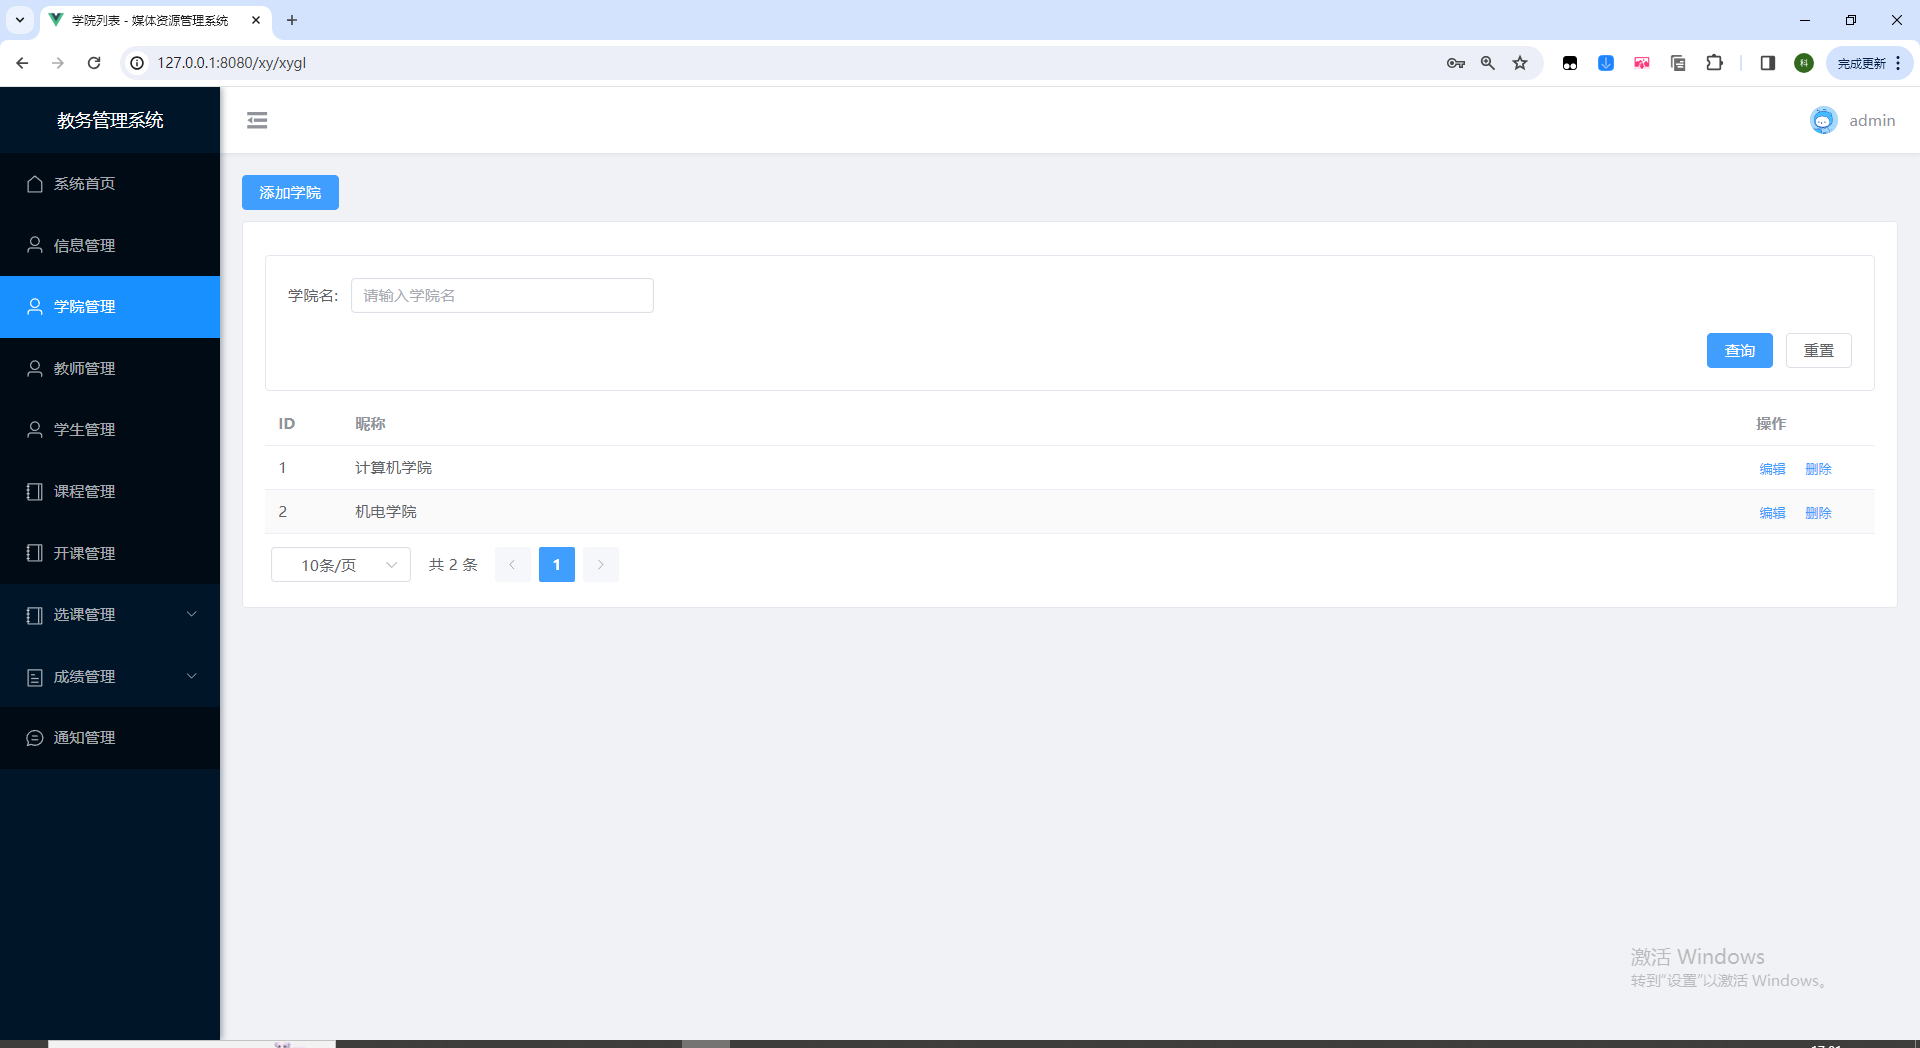 学院列表 - 媒体资源管理系统
127.0.0.1:8080/xy/xygl
科
完成更新
教务管理系统
admin
系统首页
信息管理
学院管理
教师管理
学生管理
课程管理
开课管理
选课管理
成绩管理
通知管理
添加学院
学院名:
请输入学院名
查询
重置
ID 昵称 操作
1 计算机学院 编辑 删除
2 机电学院 编辑 删除
10条/页 共 2 条 1
激活 Windows
转到"设置"以激活 Windows。